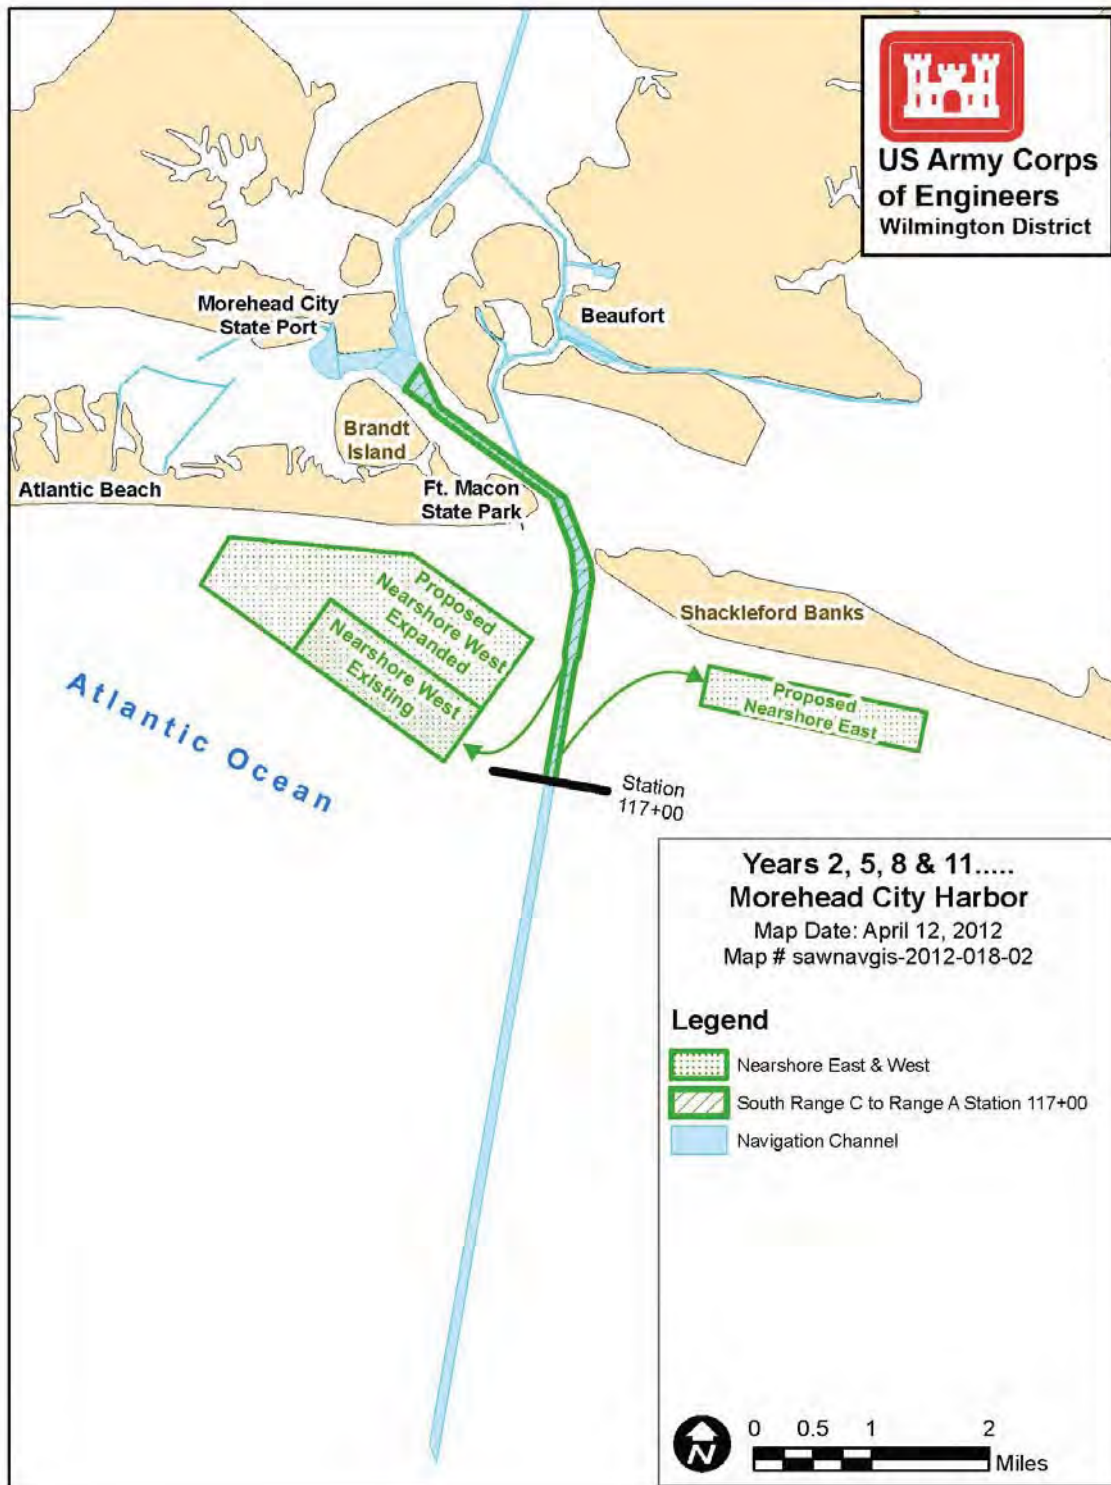 US Army Corps
of Engineers
Wilmington District
Morehead City
State Port
Beaufort
Brandt
Island
Atlantic Beach
Ft. Macon
State Park
Proposed
Nearshore West
Expanded
Nearshore West
Existing
Shackleford Banks
Proposed
Nearshore East
Atlantic Ocean
Station
117+00
Years 2, 5, 8 & 11.....
Morehead City Harbor
Map Date: April 12, 2012
Map # sawnavgis-2012-018-02
Legend
Nearshore East & West
South Range C to Range A Station 117+00
Navigation Channel
N
0 0.5 1 2
Miles